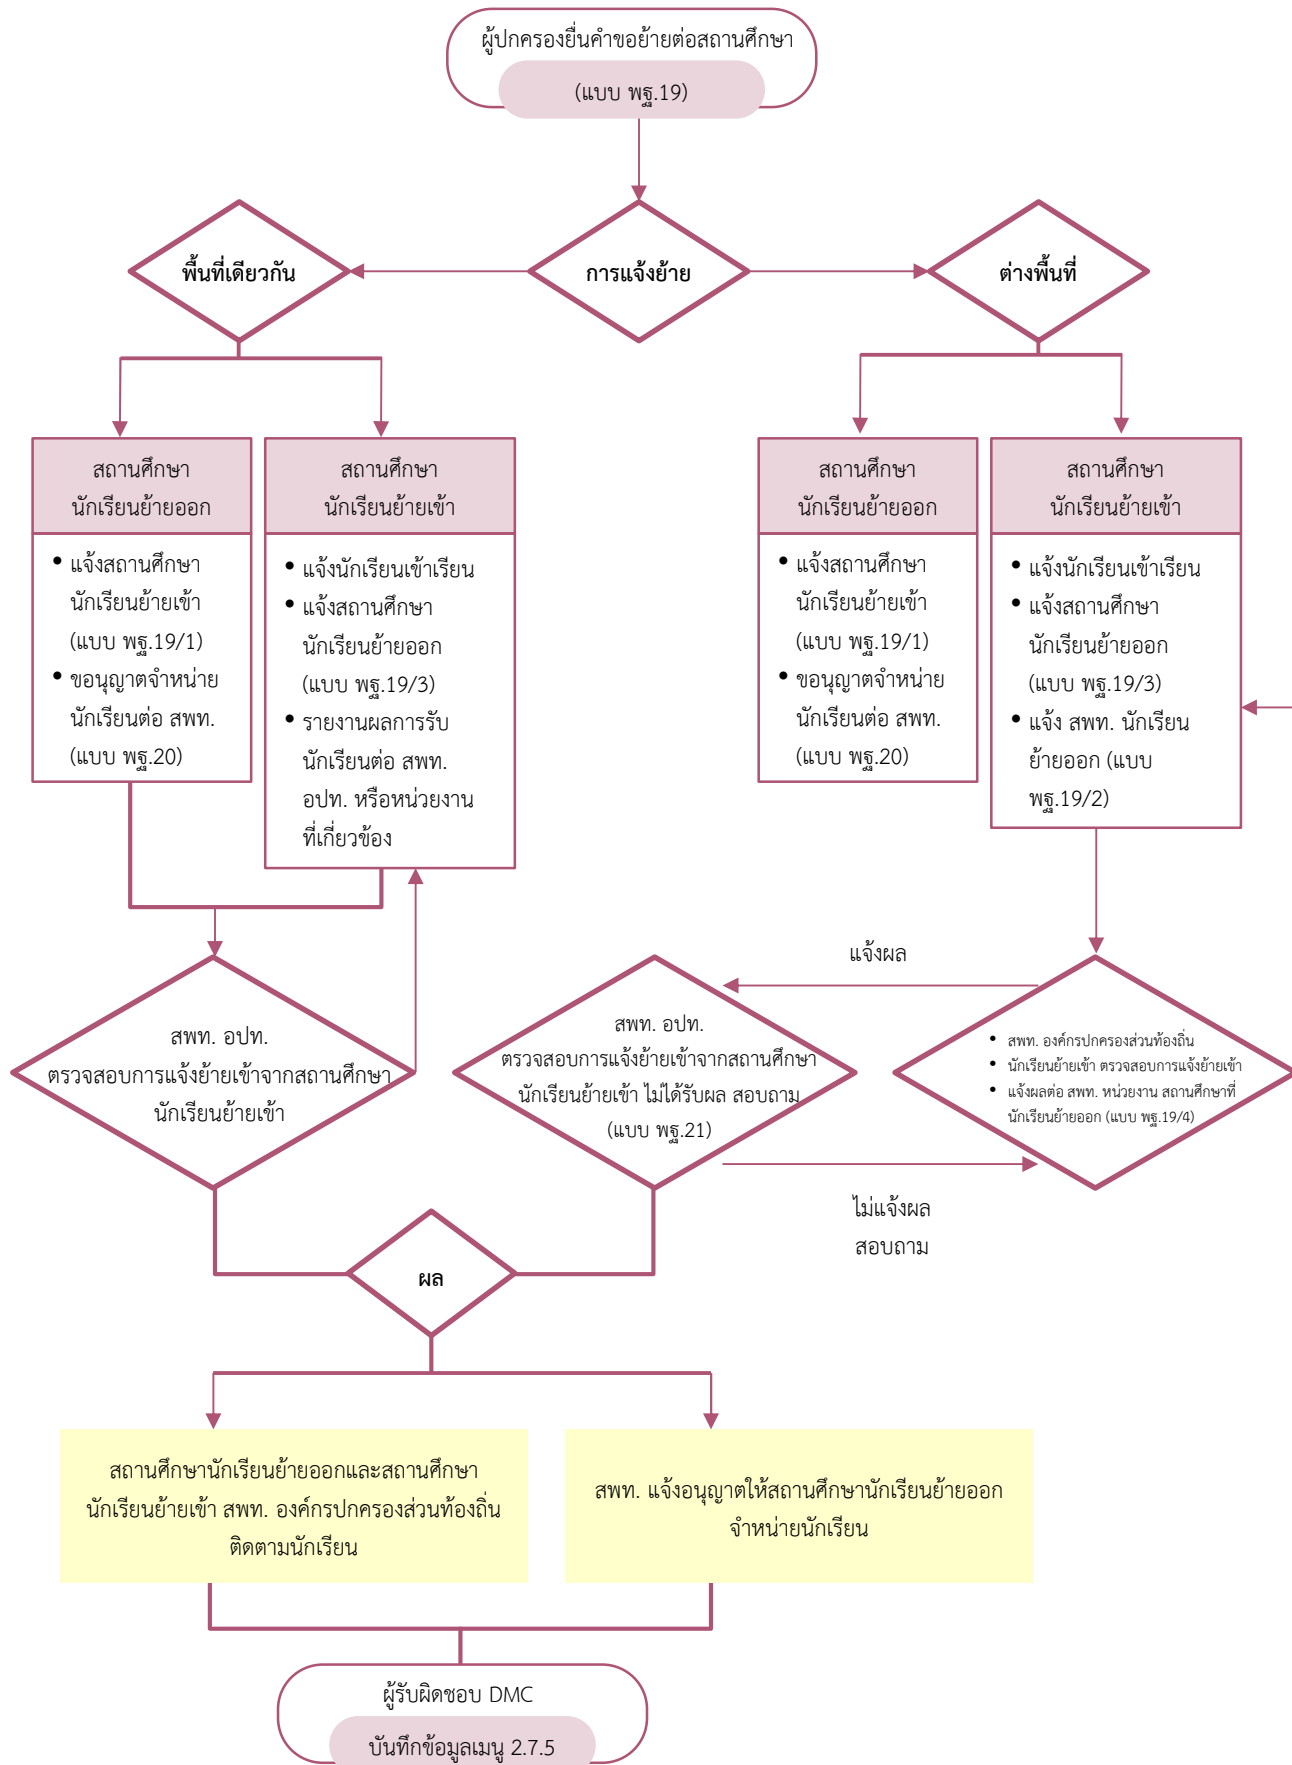 ผู้ปกครองยื่นคำขอย้ายต่อสถานศึกษา
(แบบ พฐ.19)
พื้นที่เดียวกัน
การแจ้งย้าย
ต่างพื้นที่
สถานศึกษา
นักเรียนย้ายออก
• แจ้งสถานศึกษา
นักเรียนย้ายเข้า
(แบบ พฐ.19/1)
• ขอนุญาตจำหน่าย
นักเรียนต่อ สพท.
(แบบ พฐ.20)
สถานศึกษา
นักเรียนย้ายเข้า
• แจ้งนักเรียนเข้าเรียน
• แจ้งสถานศึกษา
นักเรียนย้ายออก
(แบบ พฐ.19/3)
• รายงานผลการรับ
นักเรียนต่อ สพท.
อปท. หรือหน่วยงาน
ที่เกี่ยวข้อง
สถานศึกษา
นักเรียนย้ายออก
• แจ้งสถานศึกษา
นักเรียนย้ายเข้า
(แบบ พฐ.19/1)
• ขอนุญาตจำหน่าย
นักเรียนต่อ สพท.
(แบบ พฐ.20)
สถานศึกษา
นักเรียนย้ายเข้า
• แจ้งนักเรียนเข้าเรียน
• แจ้งสถานศึกษา
นักเรียนย้ายออก
(แบบ พฐ.19/3)
• แจ้ง สพท. นักเรียน
ย้ายออก (แบบ
พฐ.19/2)
สพท. อปท.
ตรวจสอบการแจ้งย้ายเข้าจากสถานศึกษา
นักเรียนย้ายเข้า
แจ้งผล
สพท. อปท.
ตรวจสอบการแจ้งย้ายเข้าจากสถานศึกษา
นักเรียนย้ายเข้า ไม่ได้รับผล สอบถาม
(แบบ พฐ.21)
• สพท. องค์กรปกครองส่วนท้องถิ่น
• นักเรียนย้ายเข้า ตรวจสอบการแจ้งย้ายเข้า
• แจ้งผลต่อ สพท. หน่วยงาน สถานศึกษาที่
นักเรียนย้ายออก (แบบ พฐ.19/4)
ไม่แจ้งผล
สอบถาม
ผล
สถานศึกษานักเรียนย้ายออกและสถานศึกษา
นักเรียนย้ายเข้า สพท. องค์กรปกครองส่วนท้องถิ่น
ติดตามนักเรียน
สพท. แจ้งอนุญาตให้สถานศึกษานักเรียนย้ายออก
จำหน่ายนักเรียน
ผู้รับผิดชอบ DMC
บันทึกข้อมูลเมนู 2.7.5